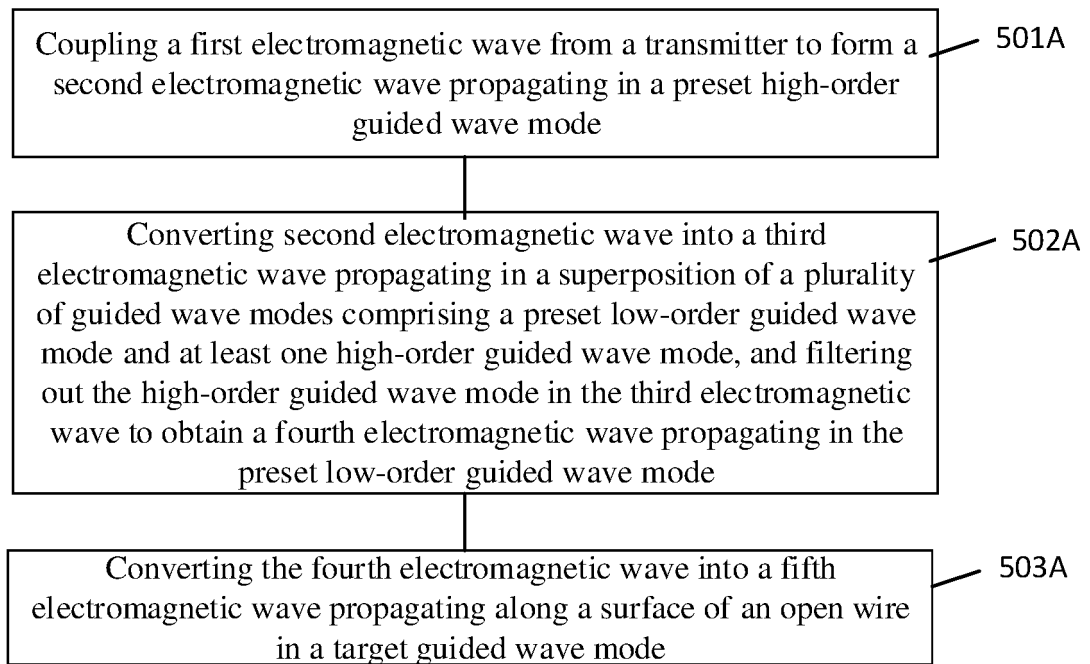 Coupling a first electromagnetic wave from a transmitter to form a
second electromagnetic wave propagating in a preset high-order
guided wave mode
501A
Converting second electromagnetic wave into a third
electromagnetic wave propagating in a superposition of a plurality
of guided wave modes comprising a preset low-order guided wave
mode and at least one high-order guided wave mode, and filtering
out the high-order guided wave mode in the third electromagnetic
wave to obtain a fourth electromagnetic wave propagating in the
preset low-order guided wave mode
502A
Converting the fourth electromagnetic wave into a fifth
electromagnetic wave propagating along a surface of an open wire
in a target guided wave mode
503A